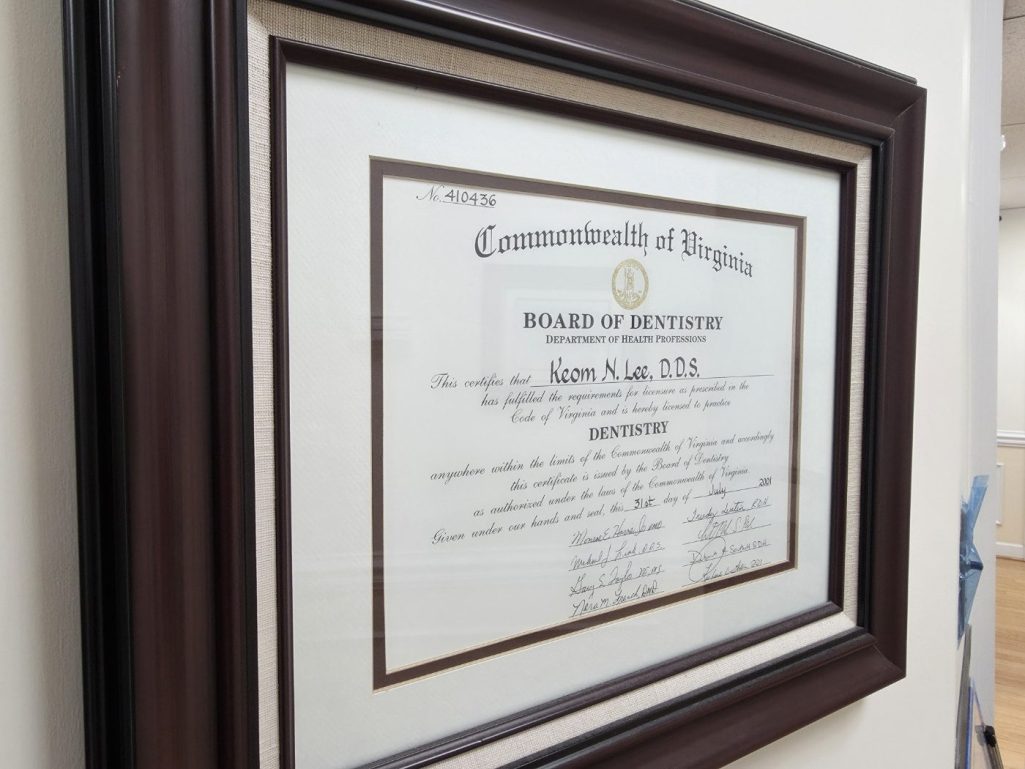 No. 410436
Commonwealth of Virginia
BOARD OF DENTISTRY
DEPARTMENT OF HEALTH PROFESSIONS
This certifies that Keom N. Lee, D.D.S.
has fulfilled the requirements for licensure as prescribed in the
Code of Virginia and is hereby licensed to practice
DENTISTRY
anywhere within the limits of the Commonwealth of Virginia and accordingly
this certificate is issued by the Board of Dentistry
as authorized under the laws of the Commonwealth of Virginia.
Given under our hands and seal, this 31st day of July 2001